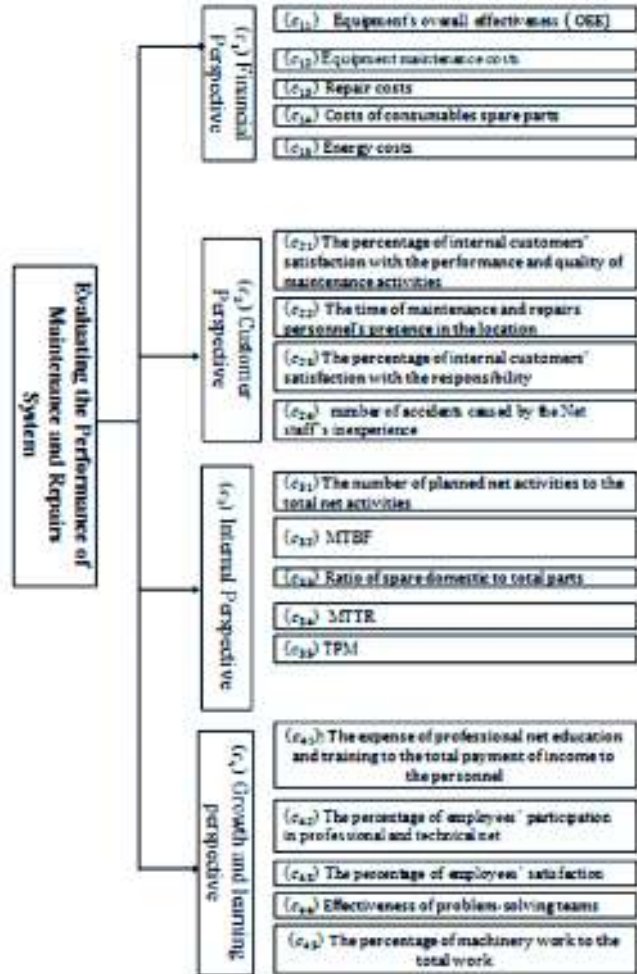 Evaluating the Performance of
Maintenance and Repairs
System
(c₁) Financial
Perspective
(c₁₁) Equipment's overall effectiveness ( OEE)
(c₁₂) Equipment maintenance costs
(c₁₃) Repair costs
(c₁₄) Costs of consumables spare parts
(c₁₅) Energy costs
(c₂) Customer
Perspective
(c₂₁) The percentage of internal customers'
satisfaction with the performance and quality of
maintenance activities
(c₂₂) The time of maintenance and repairs
personnel's presence in the location
(c₂₃) The percentage of internal customers'
satisfaction with the responsibility
(c₂₄) number of accidents caused by the Net
staff's inexperience
(c₃) Internal Perspective
(c₃₁) The number of planned net activities to the
total net activities
(c₃₂) MTBF
(c₃₃) Ratio of spare domestic to total parts
(c₃₄) MTTR
(c₃₅) TPM
(c₄) Growth and learning
perspective
(c₄₁) The expense of professional net education
and training to the total payment of income to
the personnel
(c₄₂) The percentage of employees' participation
in professional and technical net
(c₄₃) The percentage of employees' satisfaction
(c₄₄) Effectiveness of problem-solving teams
(c₄₅) The percentage of machinery work to the
total work